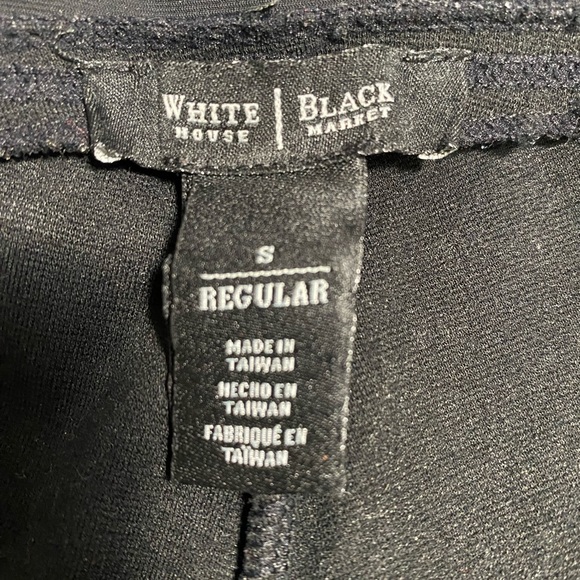 WHITE HOUSE | BLACK MARKET
S
REGULAR
MADE IN
TAIWAN
HECHO EN
TAIWAN
FABRIQUÉ EN
TAÏWAN